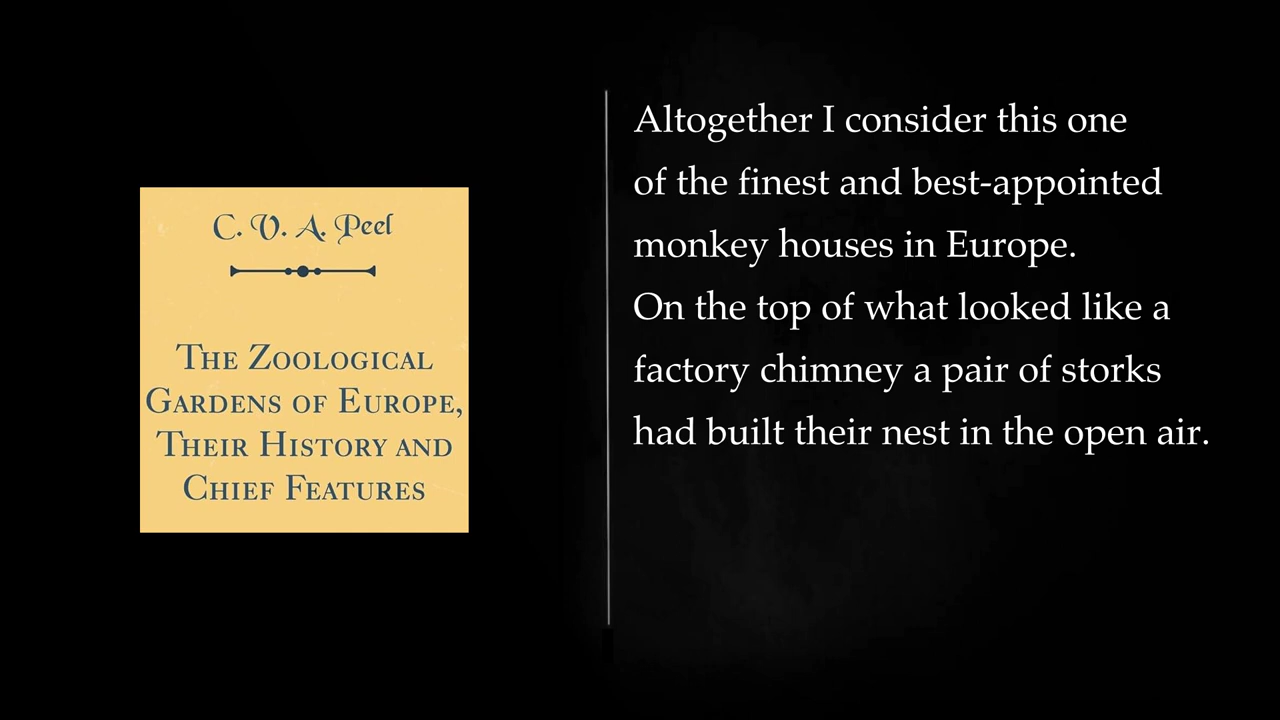 C. V. A. Peel
The Zoological
Gardens of Europe,
Their History and
Chief Features
Altogether I consider this one
of the finest and best-appointed
monkey houses in Europe.
On the top of what looked like a
factory chimney a pair of storks
had built their nest in the open air.